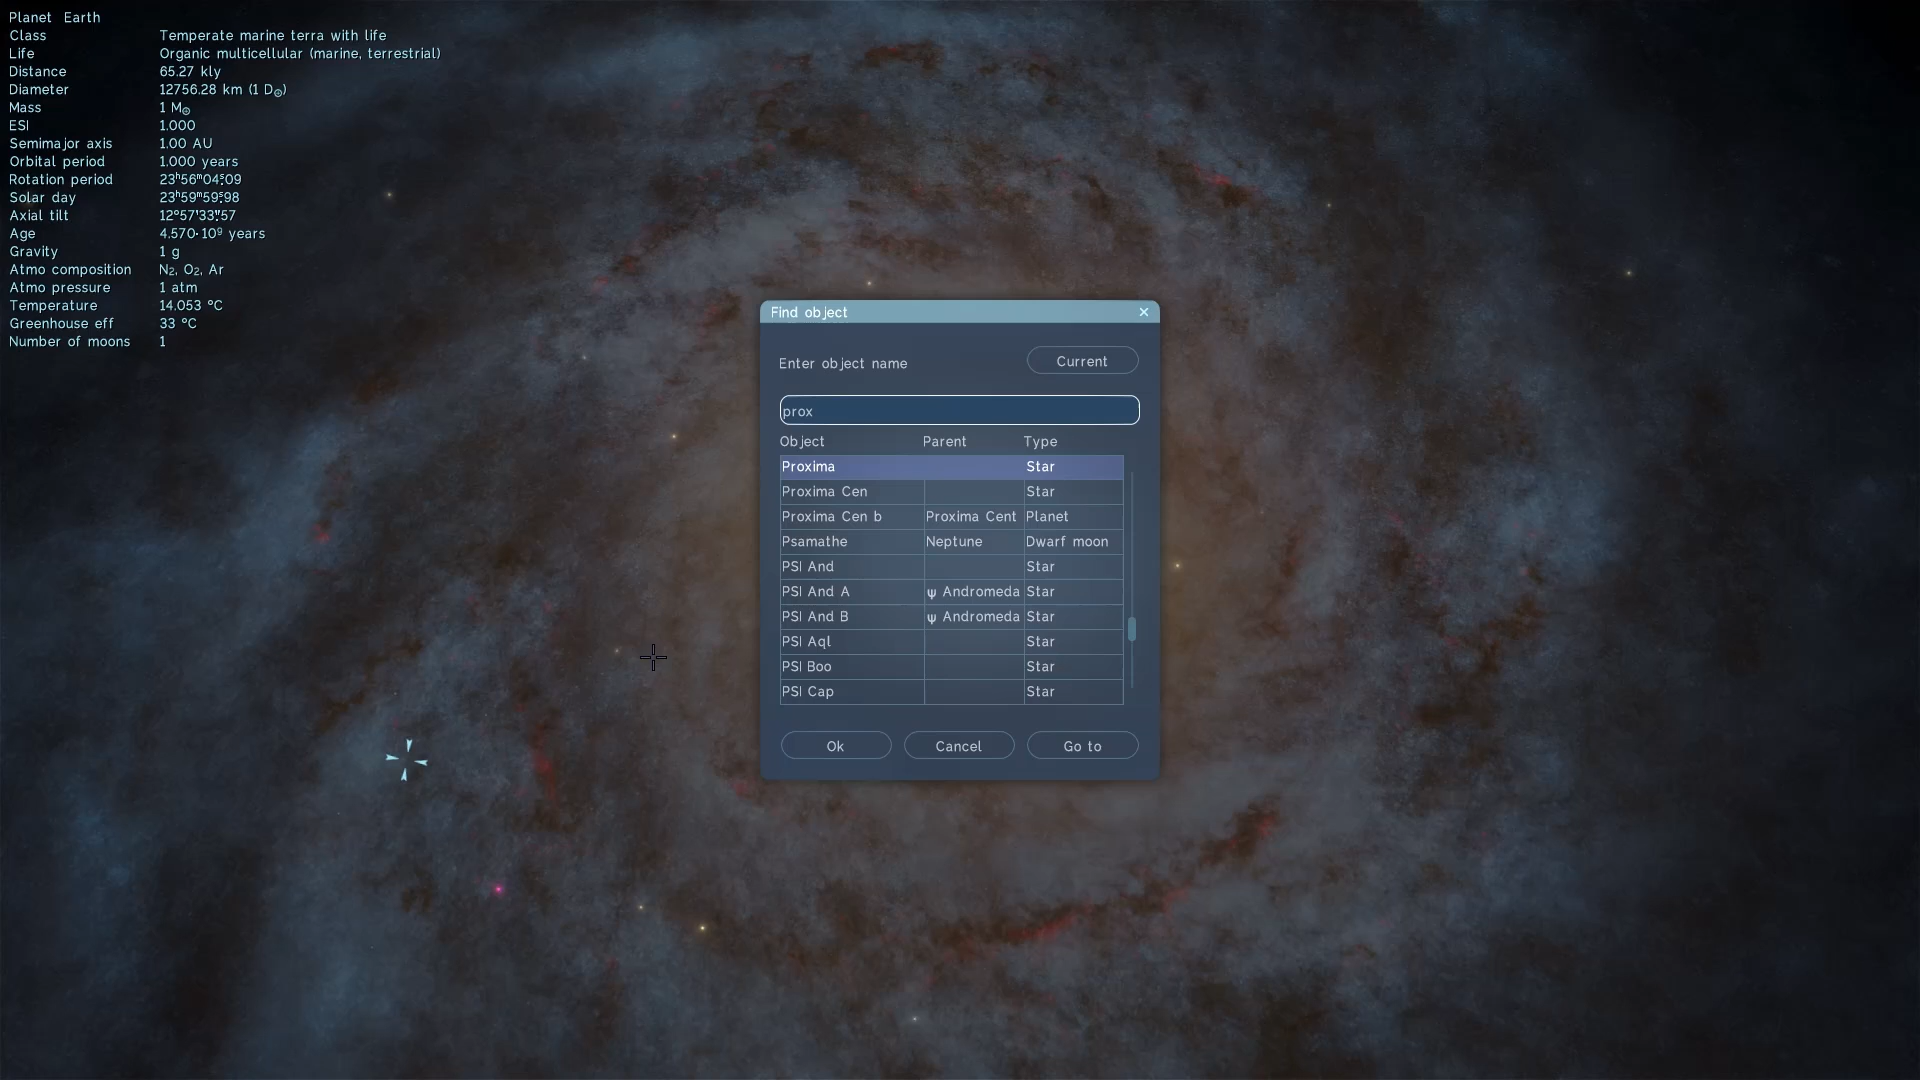 Planet Earth
Class Temperate marine terra with life
Life Organic multicellular (marine, terrestrial)
Distance 65.27 kly
Diameter 12756.28 km (1 D⊕)
Mass 1 M⊕
ESI 1.000
Semimajor axis 1.00 AU
Orbital period 1.000 years
Rotation period 23ʰ56ᵐ04ˢ.09
Solar day 23ʰ59ᵐ59ˢ.98
Axial tilt 12°57'33".57
Age 4.570·10⁹ years
Gravity 1 g
Atmo composition N₂, O₂, Ar
Atmo pressure 1 atm
Temperature 14.053 °C
Greenhouse eff 33 °C
Number of moons 1
Find object ✕
Enter object name Current
prox
Object Parent Type
Proxima Star
Proxima Cen Star
Proxima Cen b Proxima Cent Planet
Psamathe Neptune Dwarf moon
PSI And Star
PSI And A ψ Andromeda Star
PSI And B ψ Andromeda Star
PSI Aql Star
PSI Boo Star
PSI Cap Star
Ok Cancel Go to